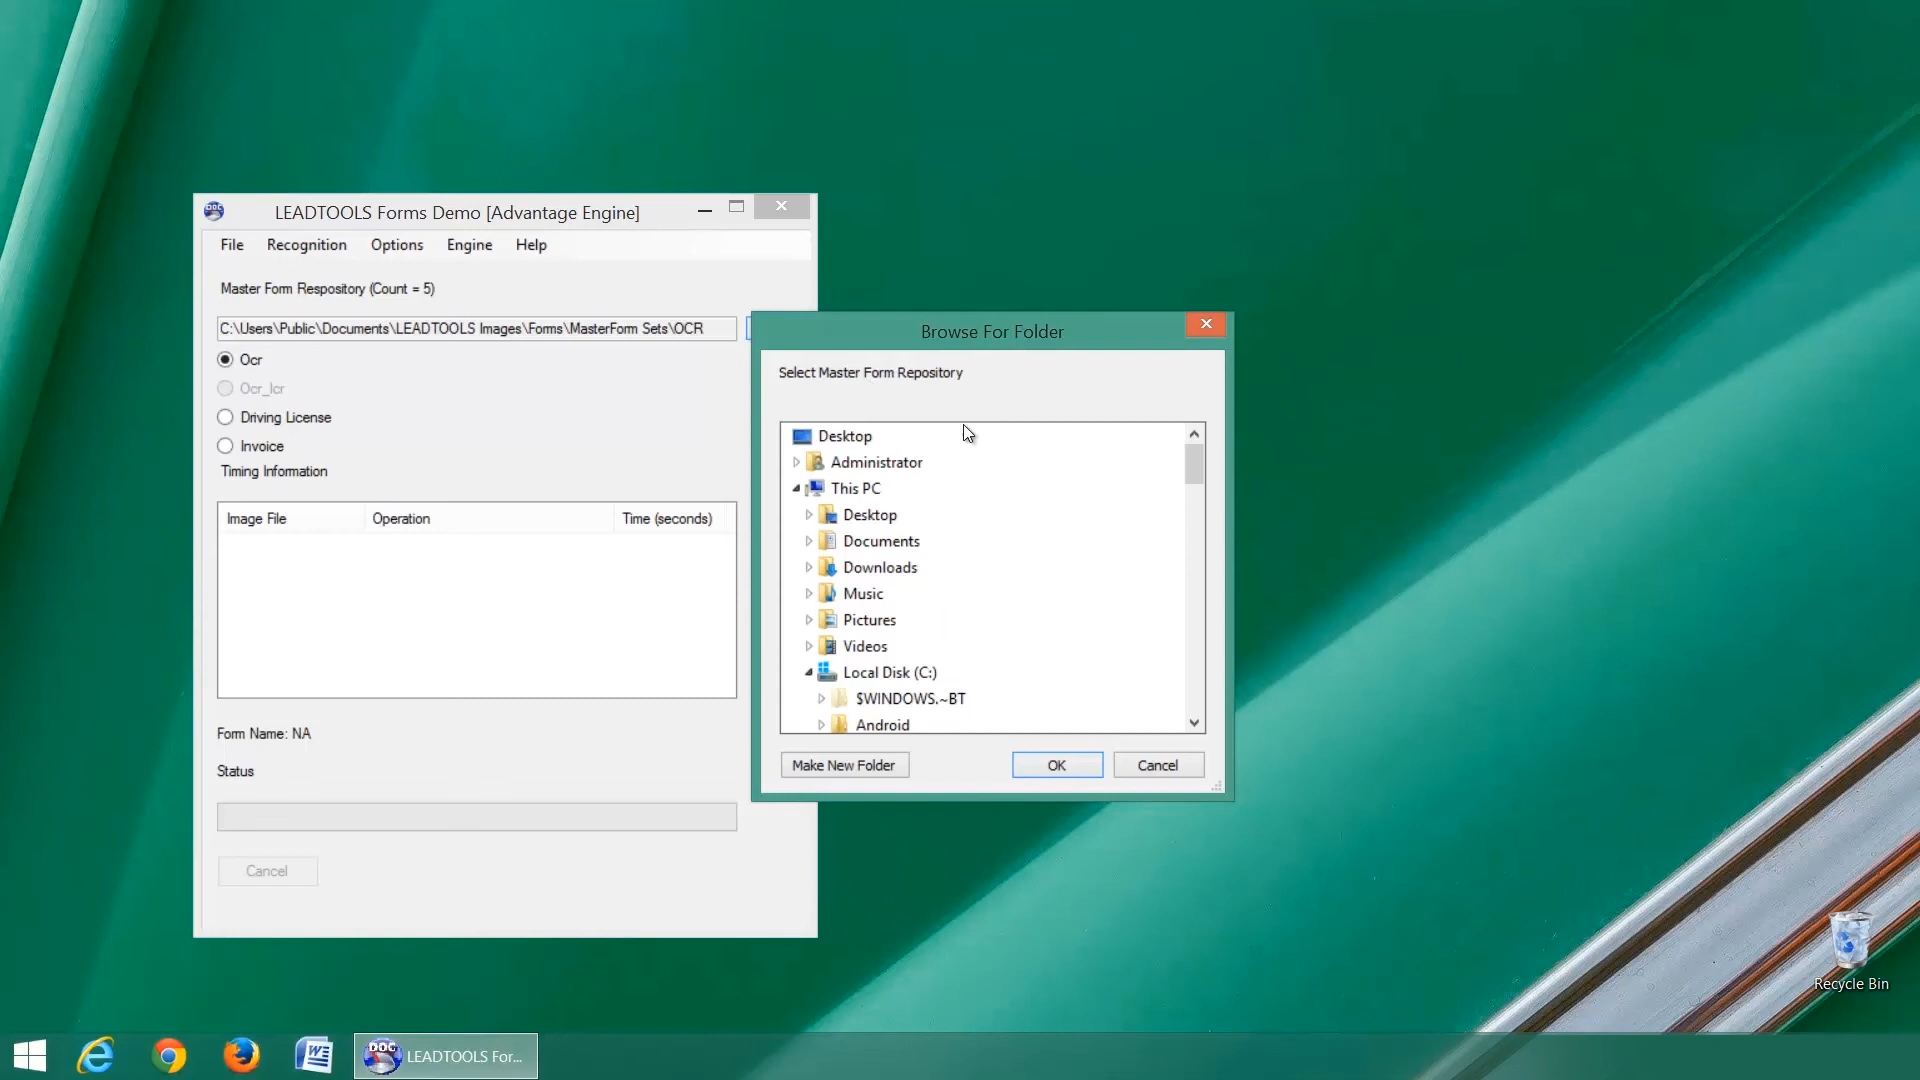 LEADTOOLS Forms Demo [Advantage Engine]
File Recognition Options Engine Help
Master Form Respository (Count = 5)
C:\Users\Public\Documents\LEADTOOLS Images\Forms\MasterForm Sets\OCR
Ocr
Ocr_Icr
Driving License
Invoice
Timing Information
Image File Operation Time (seconds)
Form Name: NA
Status
Cancel
Browse For Folder
Select Master Form Repository
Desktop
Administrator
This PC
Desktop
Documents
Downloads
Music
Pictures
Videos
Local Disk (C:)
$WINDOWS.~BT
Android
Make New Folder OK Cancel
Recycle Bin
LEADTOOLS For...